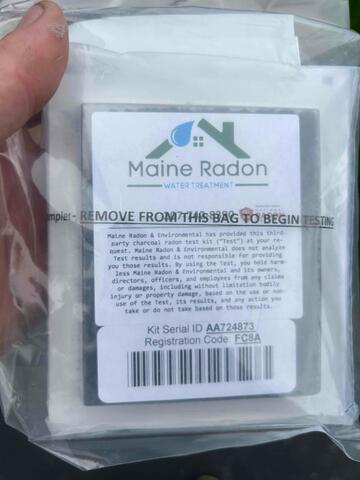 Maine Radon
WATER TREATMENT
mpler- REMOVE FROM THIS BAG TO BEGIN TESTING
Maine Radon & Environmental has provided this third-
party charcoal radon test kit ("Test") at your re-
quest. Maine Radon & Environmental does not analyze
Test results and is not responsible for providing
you those results. By using the Test, you hold harm-
less Maine Radon & Environmental and its owners,
directors, officers, and employees from any claims
or damages, including without limitation bodily
injury or property damage, based on the use or non-
use of the Test, its results, and any action you
take or do not take based on those results.
Kit Serial ID AA724873
Registration Code: FC8A